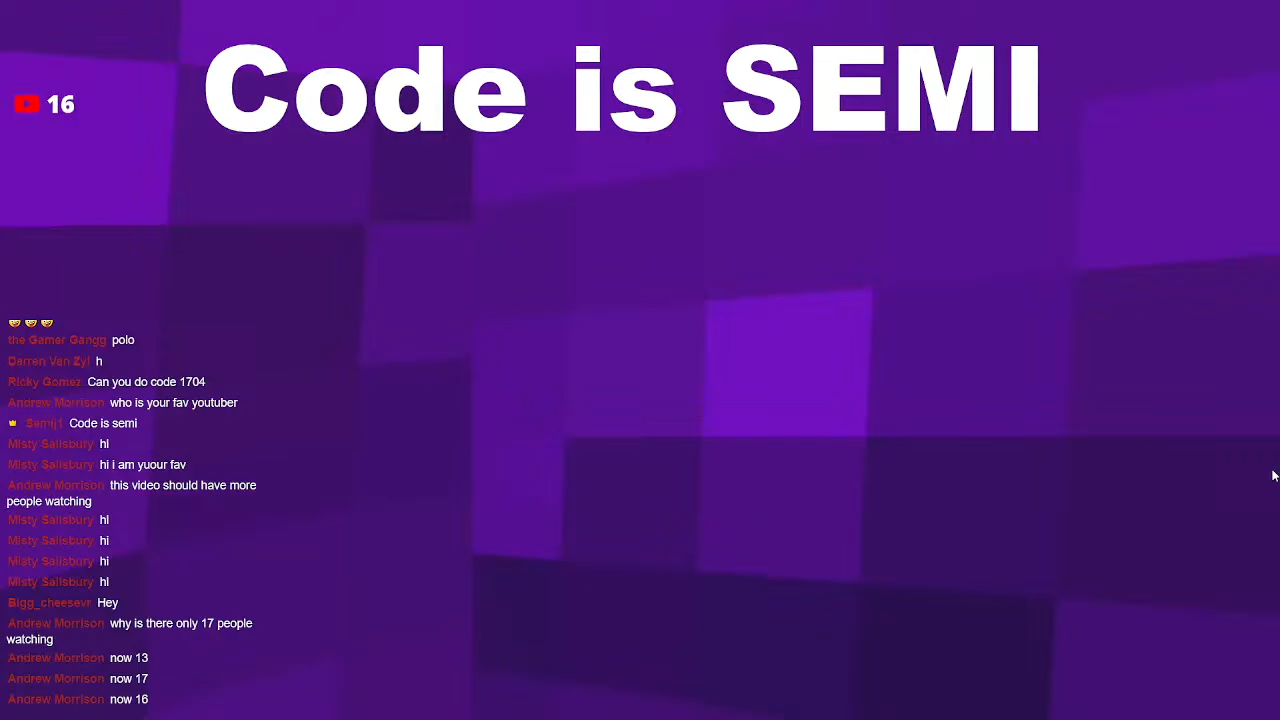 Code is SEMI
16
the Gamer Gangg polo
Darren Van Zyl h
Ricky Gomez Can you do code 1704
Andrew Morrison who is your fav youtuber
Semij1 Code is semi
Misty Salisbury hI
Misty Salisbury hi i am yuour fav
Andrew Morrison this video should have more
people watching
Misty Salisbury hI
Misty Salisbury hi
Misty Salisbury hi
Misty Salisbury hI
Bigg_cheesevr Hey
Andrew Morrison why is there only 17 people
watching
Andrew Morrison now 13
Andrew Morrison now 17
Andrew Morrison now 16